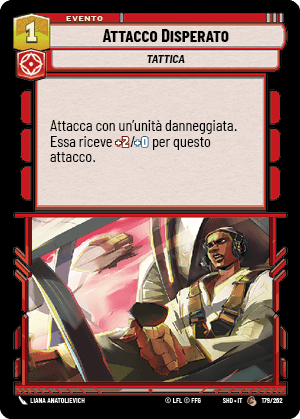 EVENTO
1
ATTACCO DISPERATO
TATTICA
Attacca con un'unità danneggiata.
Essa riceve +2/+0 per questo
attacco.
LIANA ANATOLIEVICH
© LFL © FFG
SHD • IT
179/262